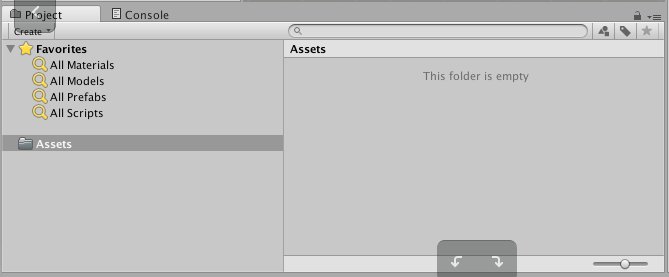 Project
Console
Create
Favorites
All Materials
All Models
All Prefabs
All Scripts
Assets
Assets
This folder is empty